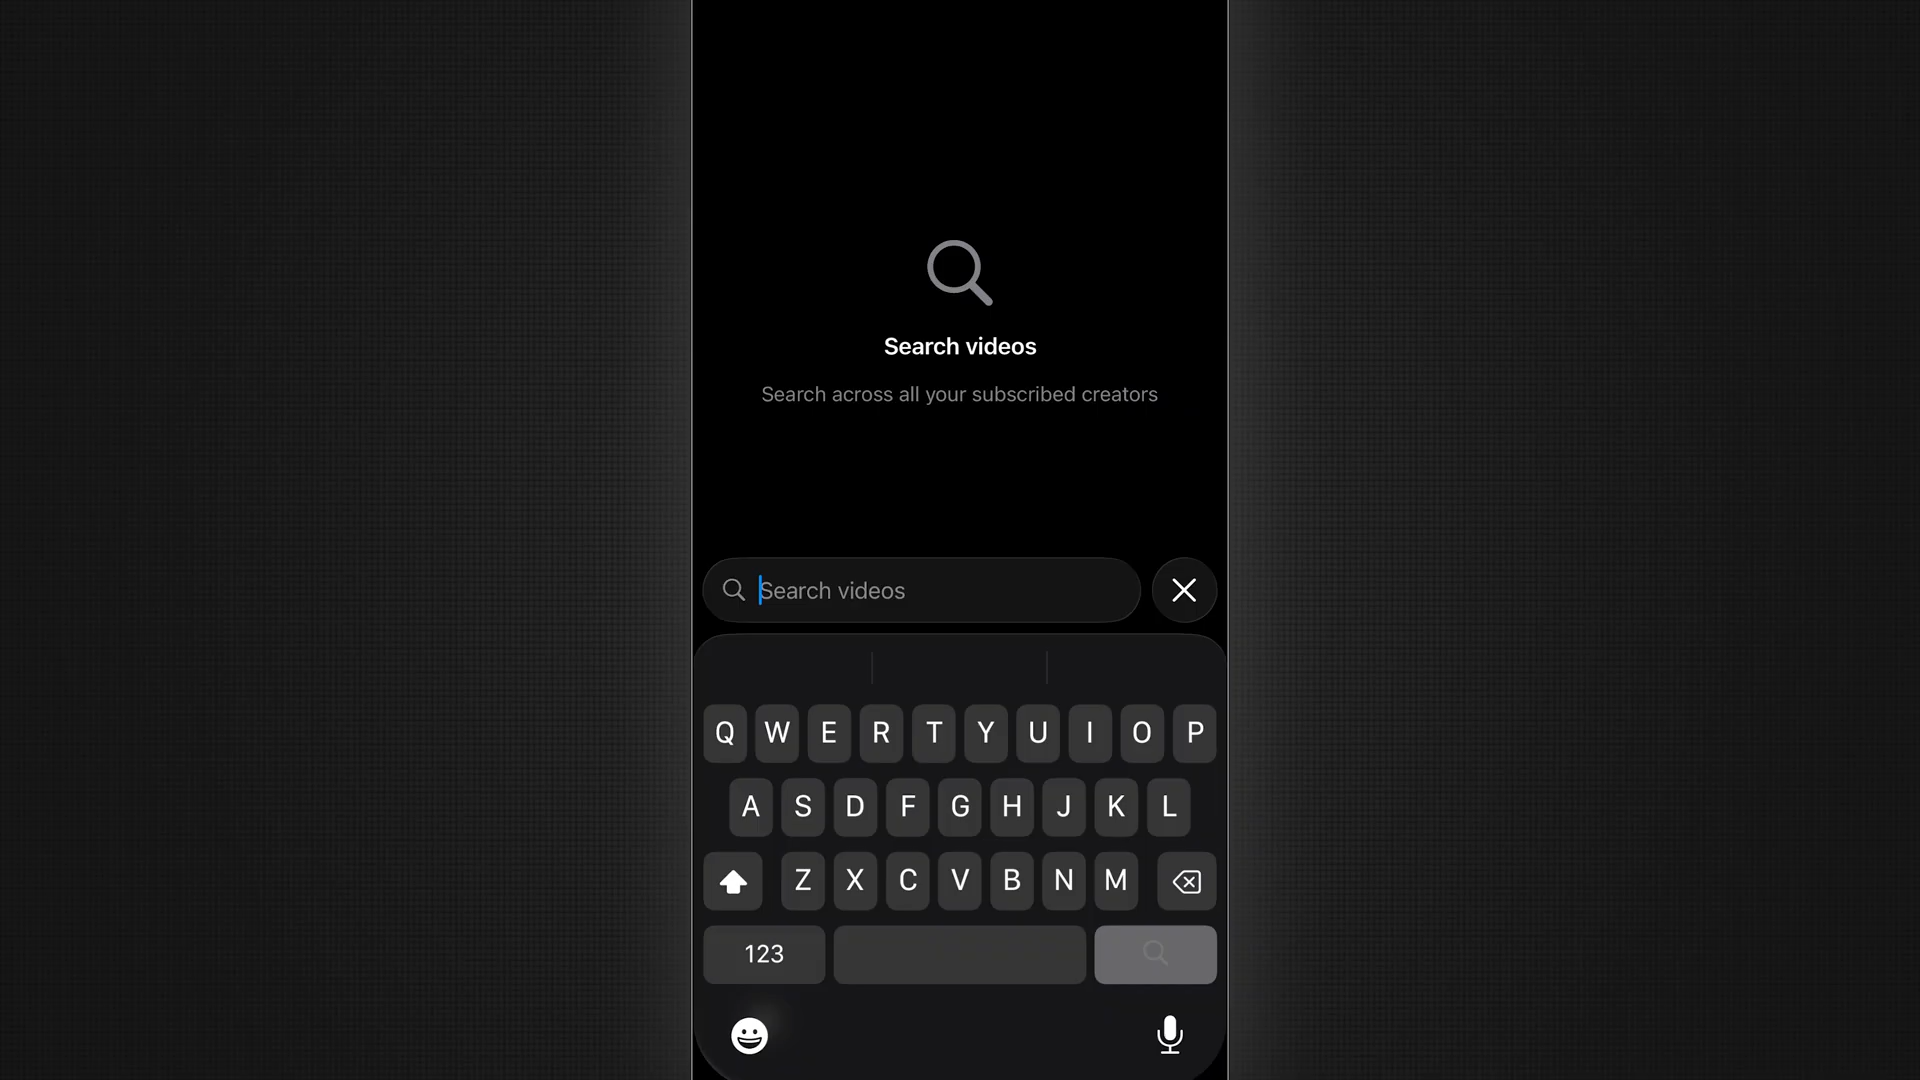 Search videos
Search across all your subscribed creators
Search videos
Q W E R T Y U I O P
A S D F G H J K L
Z X C V B N M
123